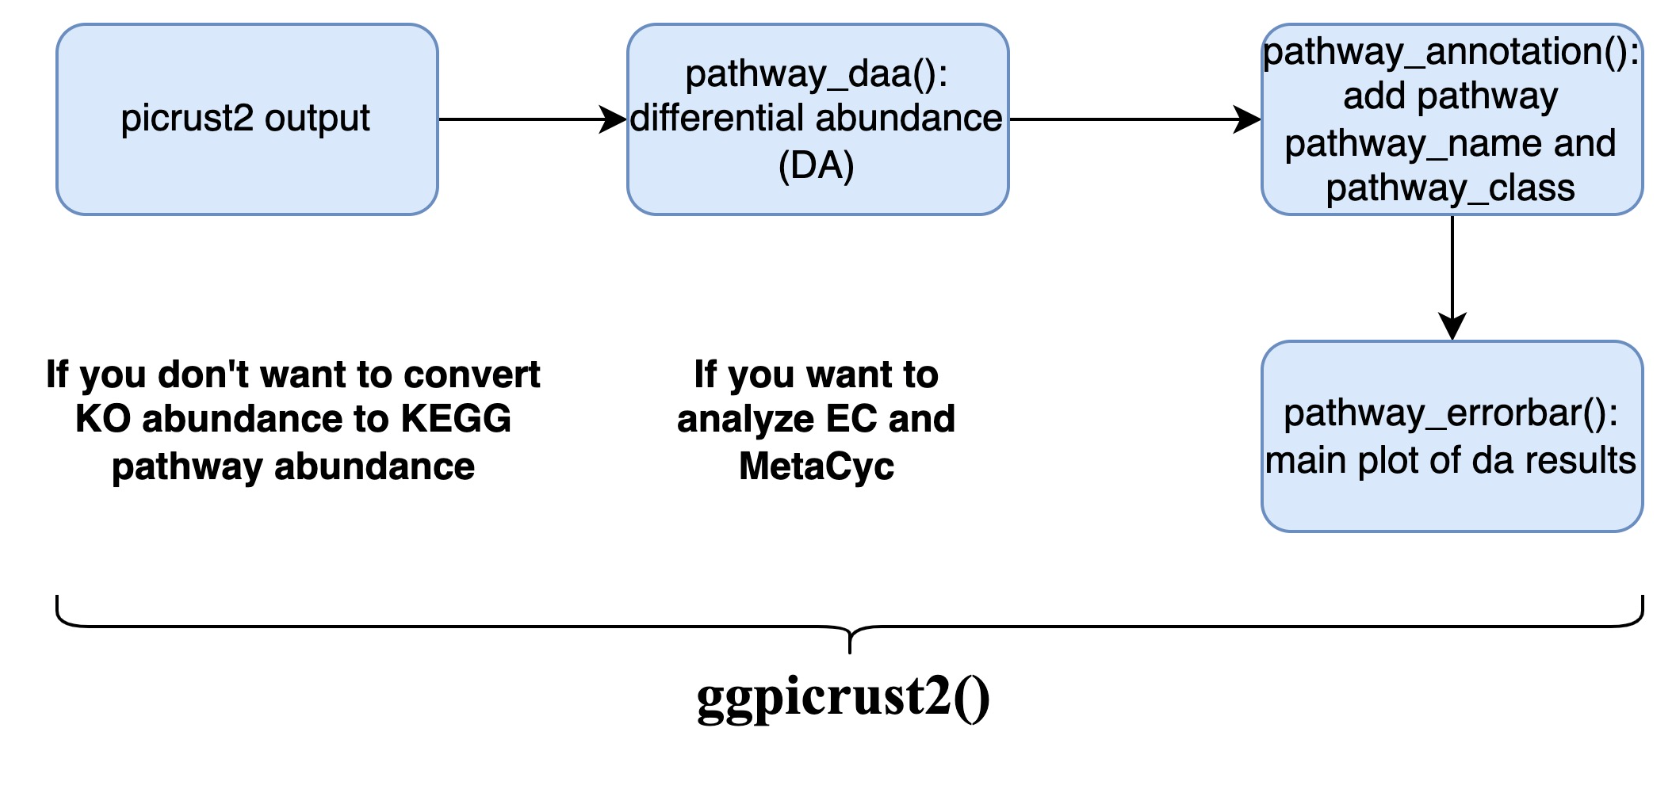 picrust2 output
pathway_daa():
differential abundance
(DA)
pathway_annotation():
add pathway
pathway_name and
pathway_class
If you don't want to convert
KO abundance to KEGG
pathway abundance
If you want to
analyze EC and
MetaCyc
pathway_errorbar():
main plot of da results
ggpicrust2()